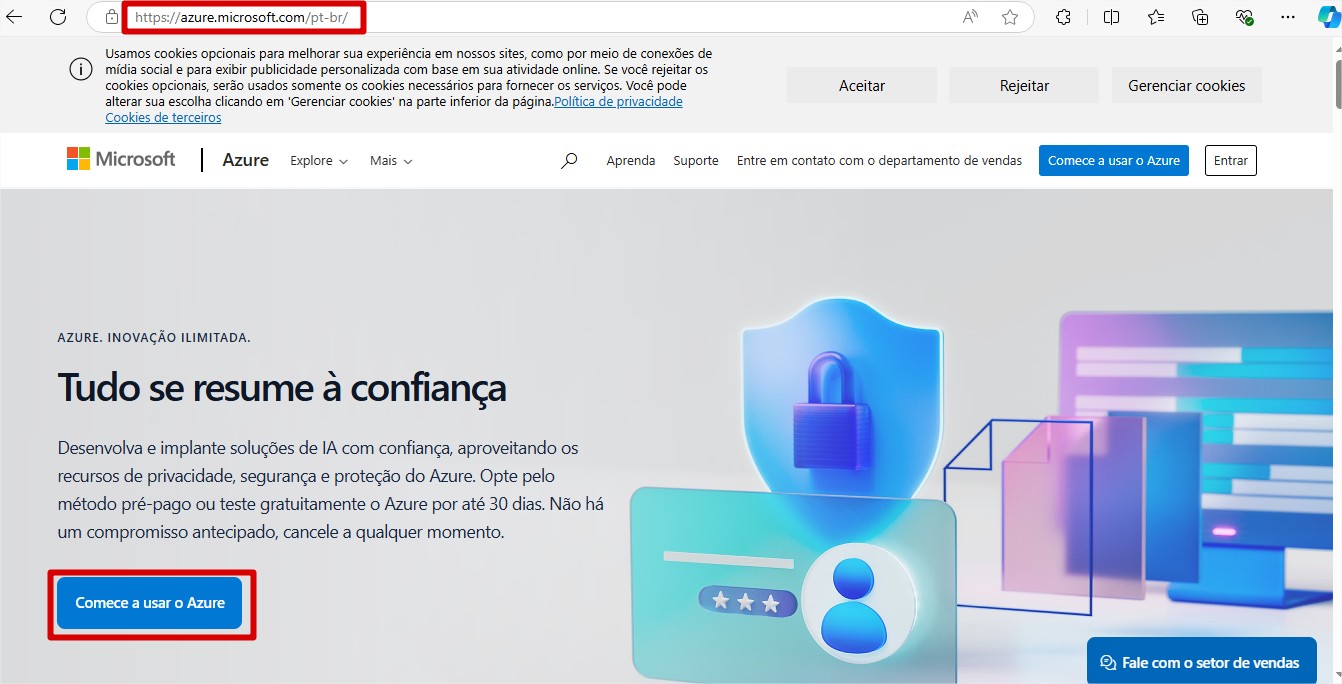 https://azure.microsoft.com/pt-br/
Usamos cookies opcionais para melhorar sua experiência em nossos sites, como por meio de conexões de
mídia social e para exibir publicidade personalizada com base em sua atividade online. Se você rejeitar os
cookies opcionais, serão usados somente os cookies necessários para fornecer os serviços. Você pode
alterar sua escolha clicando em 'Gerenciar cookies' na parte inferior da página.Política de privacidade
Cookies de terceiros
Aceitar
Rejeitar
Gerenciar cookies
Microsoft
Azure
Explore
Mais
Aprenda
Suporte
Entre em contato com o departamento de vendas
Comece a usar o Azure
Entrar
AZURE. INOVAÇÃO ILIMITADA.
Tudo se resume à confiança
Desenvolva e implante soluções de IA com confiança, aproveitando os
recursos de privacidade, segurança e proteção do Azure. Opte pelo
método pré-pago ou teste gratuitamente o Azure por até 30 dias. Não há
um compromisso antecipado, cancele a qualquer momento.
Comece a usar o Azure
Fale com o setor de vendas